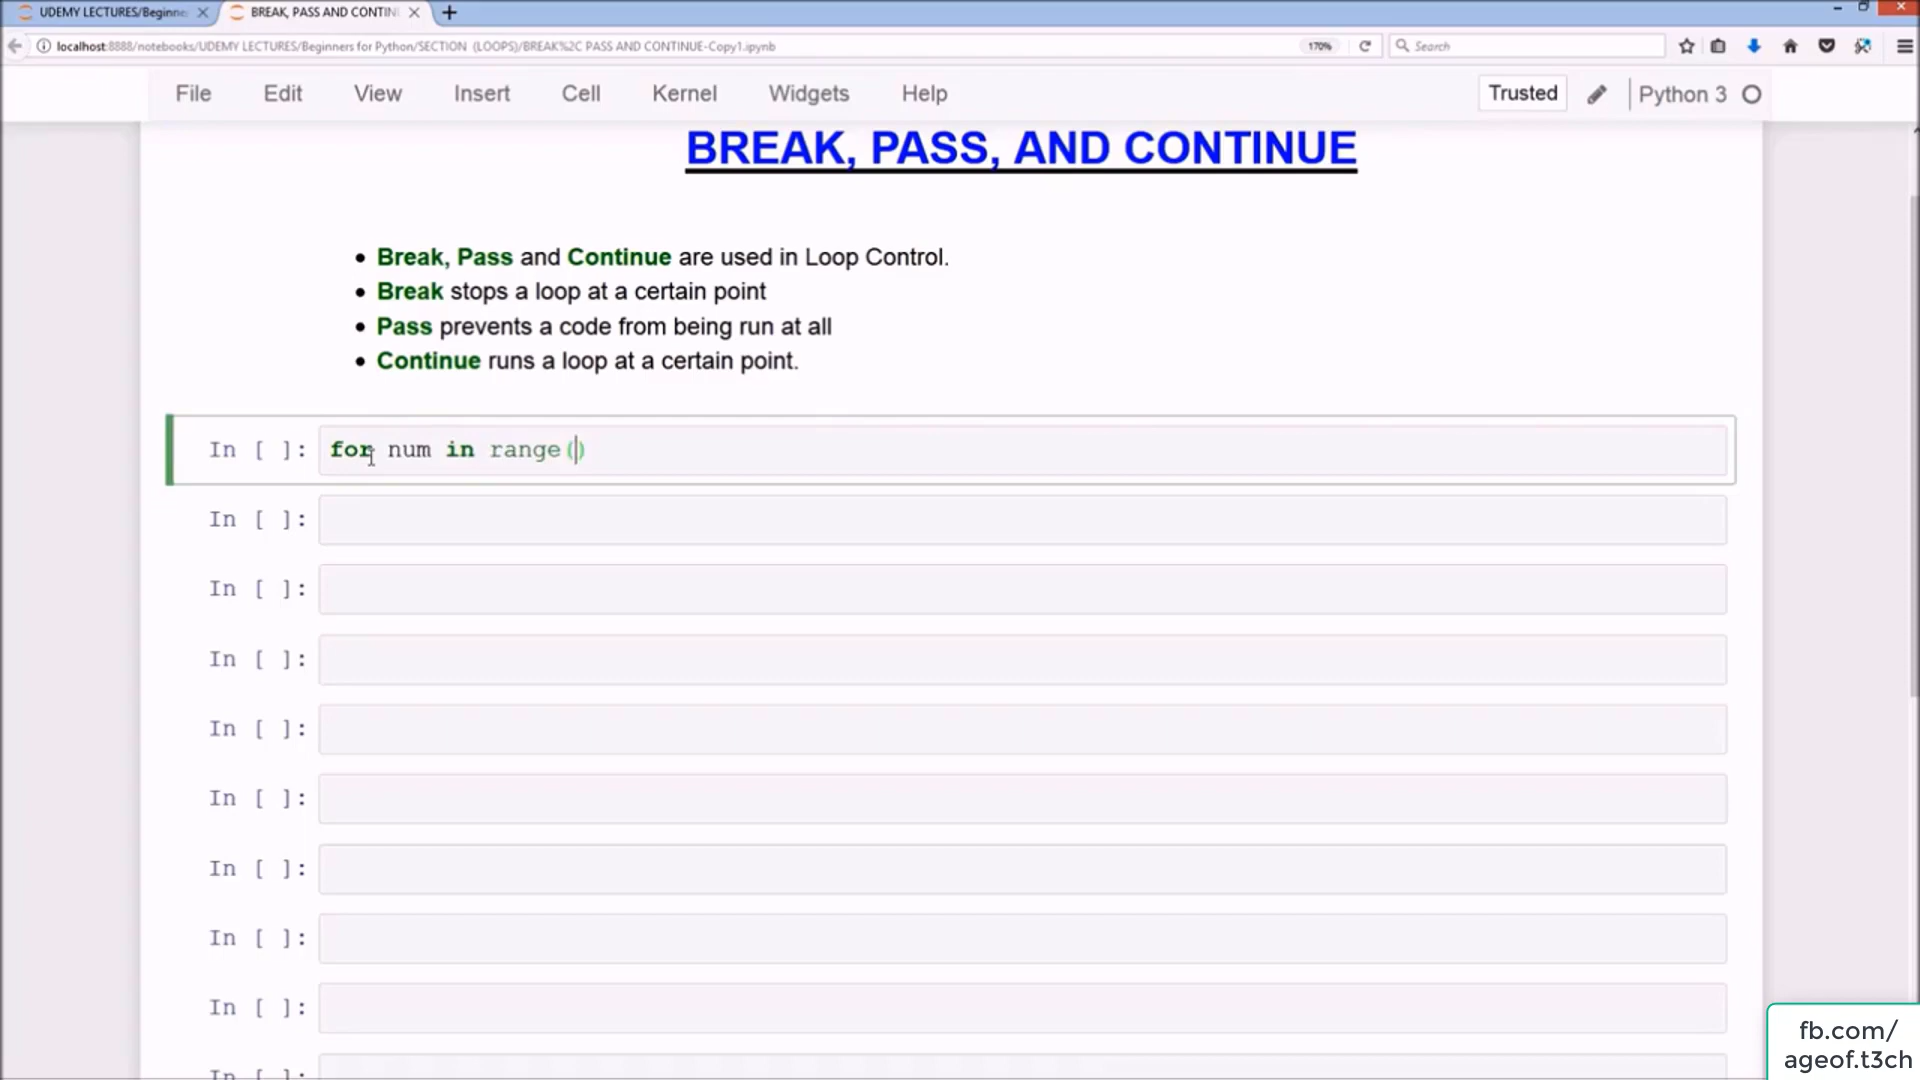 UDEMY LECTURES/Beginne
BREAK, PASS AND CONTIN
localhost:8888/notebooks/UDEMY LECTURES/Beginners for Python/SECTION (LOOPS)/BREAK%2C PASS AND CONTINUE-Copy1.ipynb
170%
Search
File Edit View Insert Cell Kernel Widgets Help
Trusted
Python 3
BREAK, PASS, AND CONTINUE
• Break, Pass and Continue are used in Loop Control.
• Break stops a loop at a certain point
• Pass prevents a code from being run at all
• Continue runs a loop at a certain point.
In [ ]: for num in range()
In [ ]:
In [ ]:
In [ ]:
In [ ]:
In [ ]:
In [ ]:
In [ ]:
In [ ]:
In [ ]:
fb.com/
ageof.t3ch